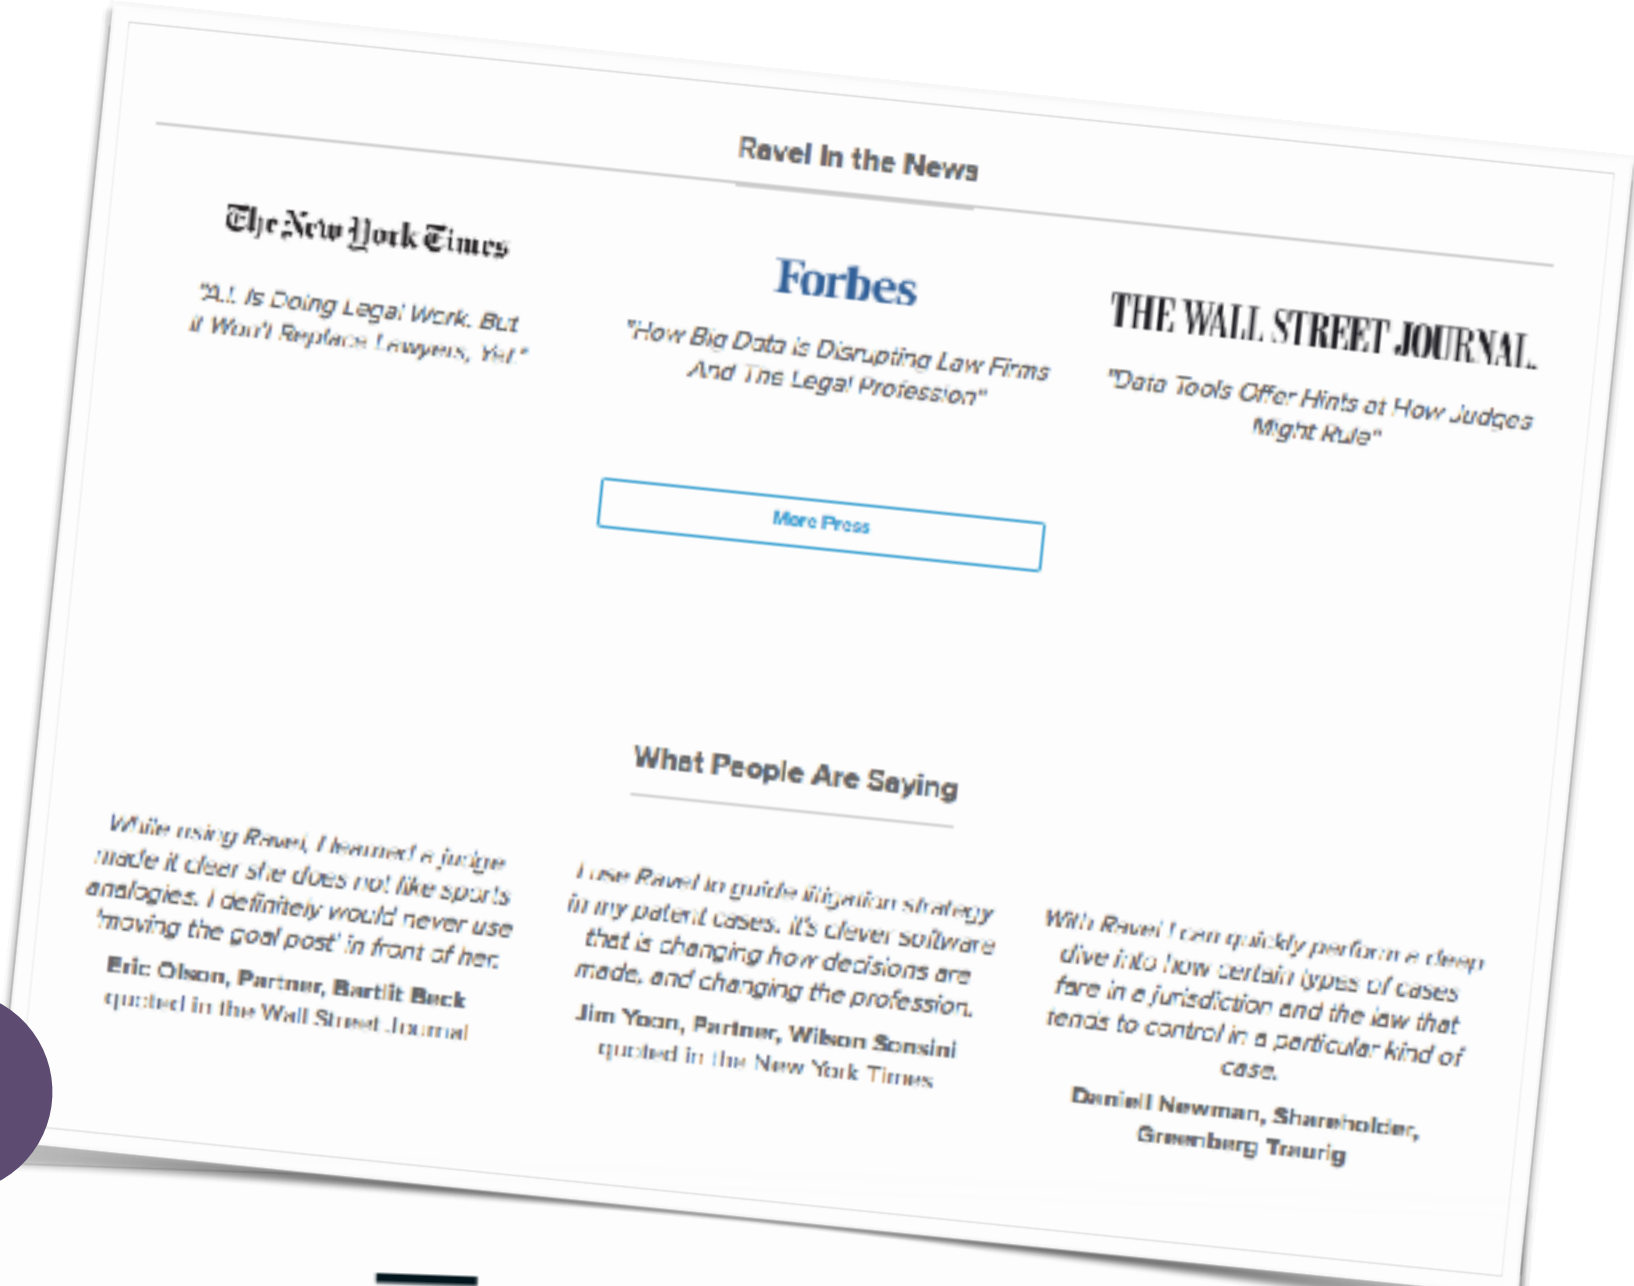 Ravel In the News
The New York Times
"A.I. Is Doing Legal Work. But
it Won't Replace Lawyers, Yet."
Forbes
"How Big Data is Disrupting Law Firms
And The Legal Profession"
THE WALL STREET JOURNAL.
"Data Tools Offer Hints at How Judges
Might Rule"
More Press
What People Are Saying
While using Ravel, I learned a judge
made it clear she does not like sports
analogies. I definitely would never use
'moving the goal post' in front of her.
Eric Olson, Partner, Bartlit Beck
quoted in the Wall Street Journal
I use Ravel to guide litigation strategy
in my patent cases. It's clever software
that is changing how decisions are
made, and changing the profession.
Jim Yoon, Partner, Wilson Sonsini
quoted in the New York Times
With Ravel I can quickly perform a deep
dive into how certain types of cases
fare in a jurisdiction and the law that
tends to control in a particular kind of
case.
Daniell Newman, Shareholder,
Greenberg Traurig